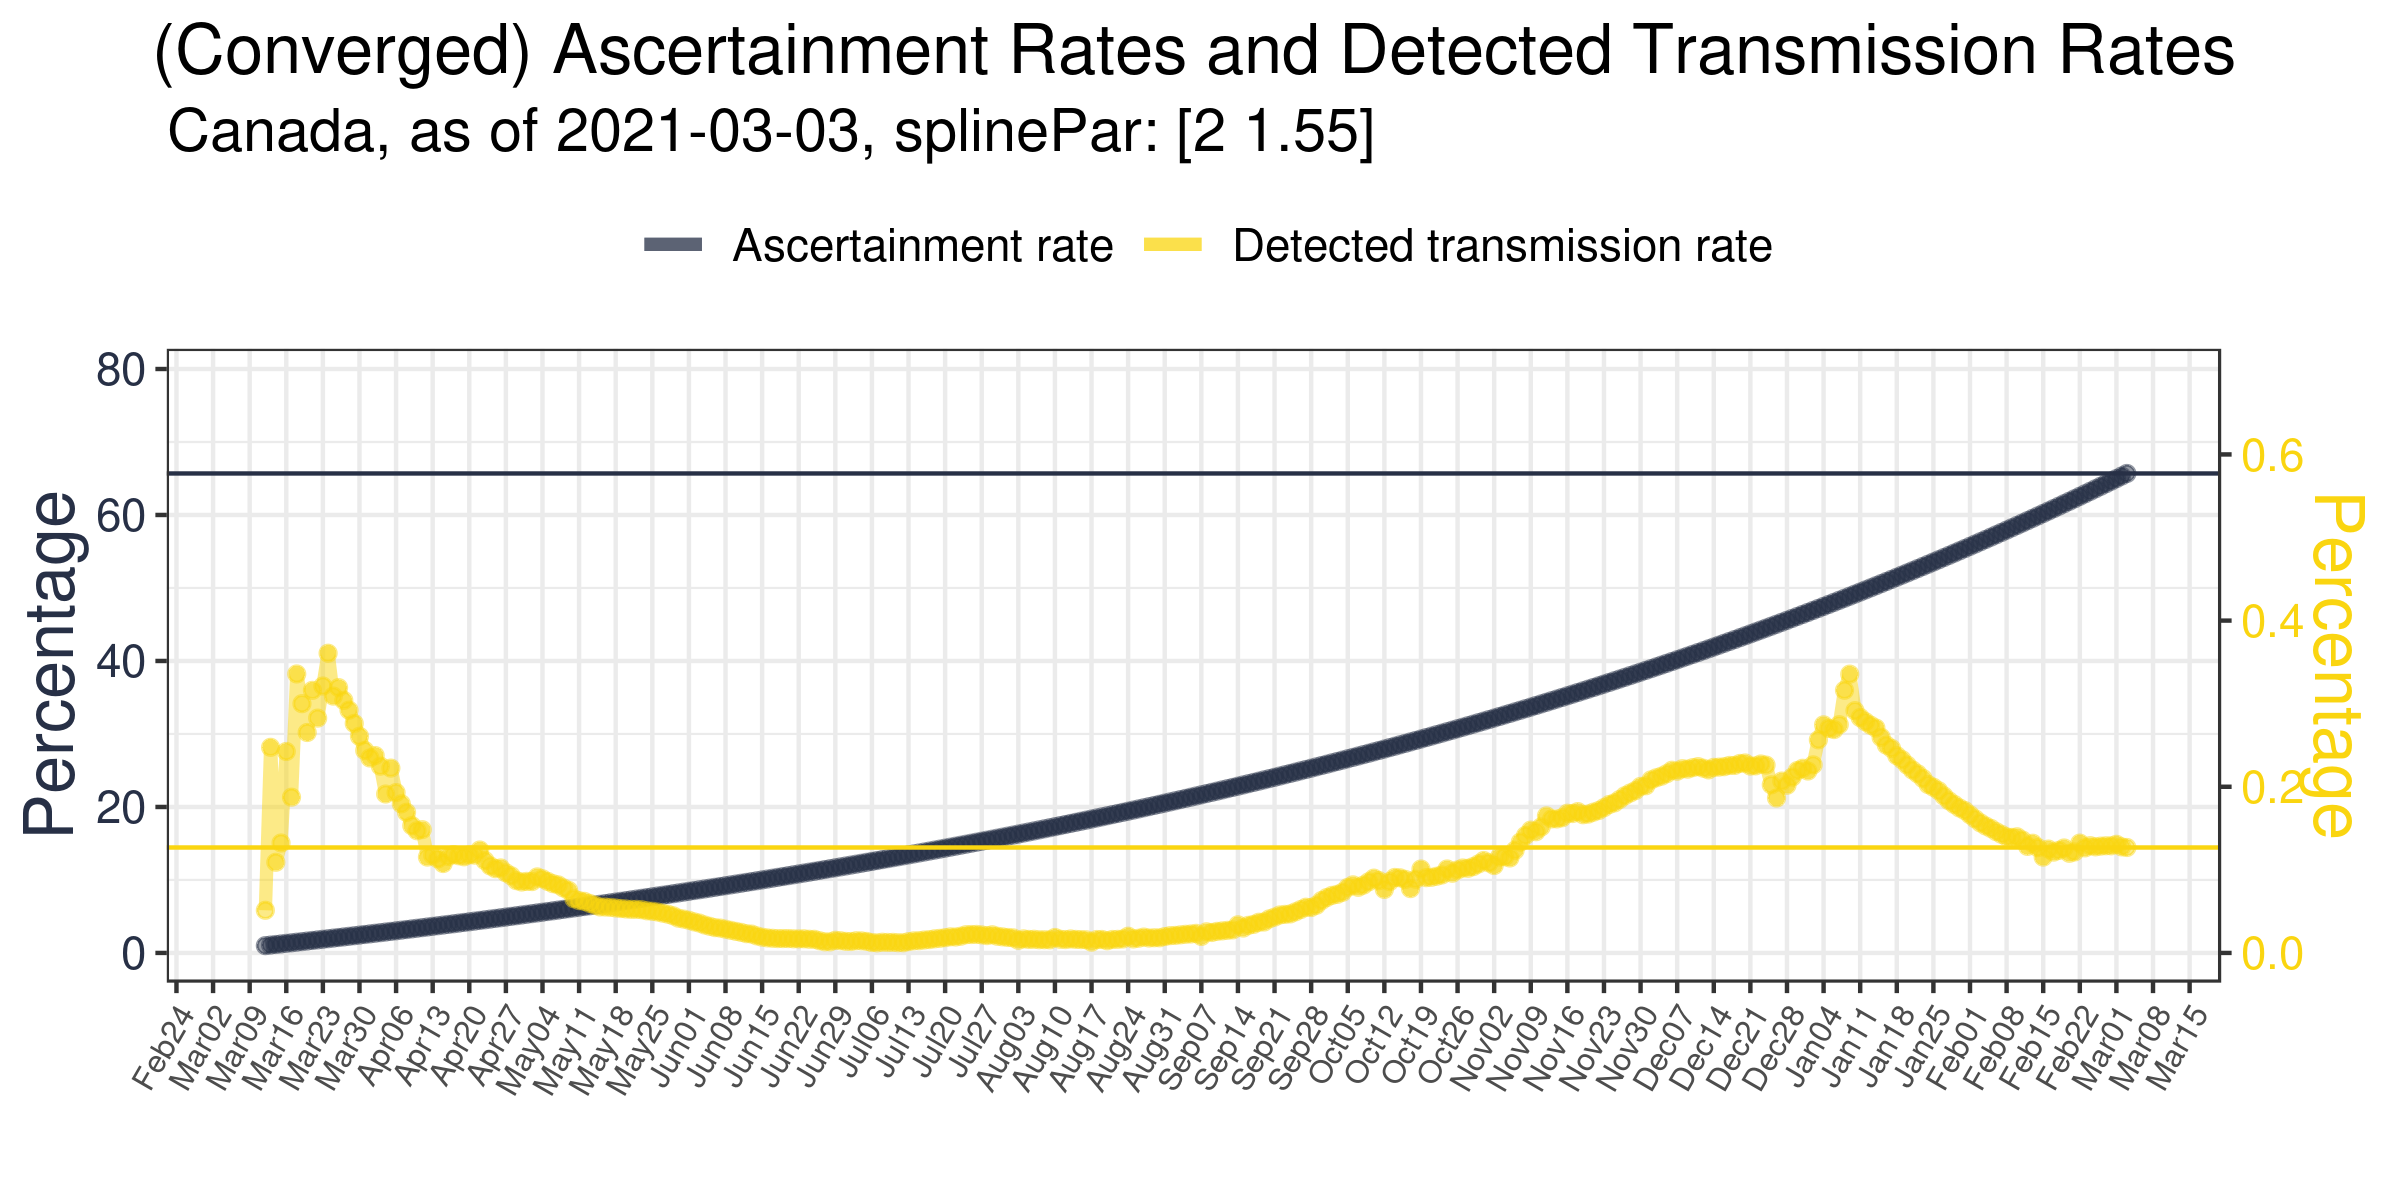 (Converged) Ascertainment Rates and Detected Transmission Rates
Canada, as of 2021-03-03, splinePar: [2 1.55]
Ascertainment rate
Detected transmission rate
Percentage
80
60
40
20
0
0.6
0.4
0.2
0.0
Percentage
Feb24
Mar02
Mar09
Mar16
Mar23
Mar30
Apr06
Apr13
Apr20
Apr27
May04
May11
May18
May25
Jun01
Jun08
Jun15
Jun22
Jun29
Jul06
Jul13
Jul20
Jul27
Aug03
Aug10
Aug17
Aug24
Aug31
Sep07
Sep14
Sep21
Sep28
Oct05
Oct12
Oct19
Oct26
Nov02
Nov09
Nov16
Nov23
Nov30
Dec07
Dec14
Dec21
Dec28
Jan04
Jan11
Jan18
Jan25
Feb01
Feb08
Feb15
Feb22
Mar01
Mar08
Mar15